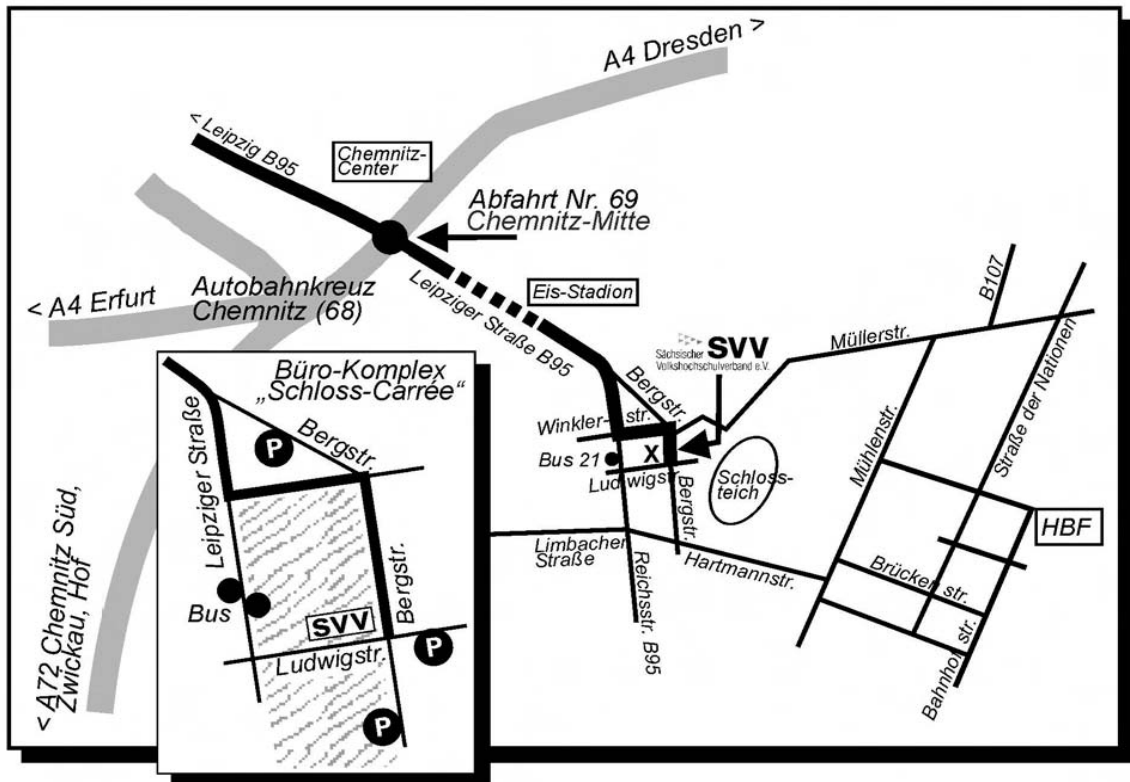 A4 Dresden >
< Leipzig B95
Chemnitz-
Center
Abfahrt Nr. 69
Chemnitz-Mitte
< A4 Erfurt
Autobahnkreuz
Chemnitz (68)
Leipziger Straße B95
Eis-Stadion
B107
Sächsischer SVV
Volkshochschulverband e.V.
Müllerstr.
Straße der Nationen
Bergstr.
Winkler- str.
Bus 21
X
Ludwigstr.
Schloss-
teich
Mühlenstr.
Bergstr.
HBF
Limbacher
Straße
Hartmannstr.
Brücken str.
Reichsstr. B95
Bahnhof str.
< A72 Chemnitz Süd,
Zwickau, Hof
Büro-Komplex
„Schloss-Carrée“
Leipziger Straße
Bergstr.
P
Bergstr.
Bus
SVV
P
Ludwigstr.
P